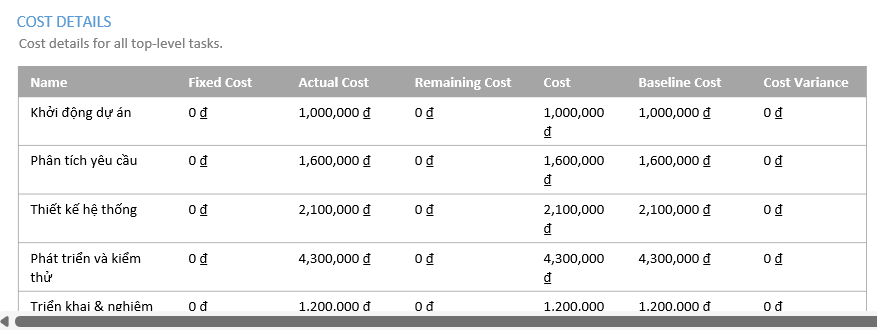 COST DETAILS
Cost details for all top-level tasks.
Name Fixed Cost Actual Cost Remaining Cost Cost Baseline Cost Cost Variance
Khởi động dự án 0 ₫ 1,000,000 ₫ 0 ₫ 1,000,000 1,000,000 ₫ 0 ₫
₫
Phân tích yêu cầu 0 ₫ 1,600,000 ₫ 0 ₫ 1,600,000 1,600,000 ₫ 0 ₫
₫
Thiết kế hệ thống 0 ₫ 2,100,000 ₫ 0 ₫ 2,100,000 2,100,000 ₫ 0 ₫
₫
Phát triển và kiểm 0 ₫ 4,300,000 ₫ 0 ₫ 4,300,000 4,300,000 ₫ 0 ₫
thử ₫
Triển khai & nghiệm 0 ₫ 1,200,000 ₫ 0 ₫ 1,200,000 1,200,000 ₫ 0 ₫